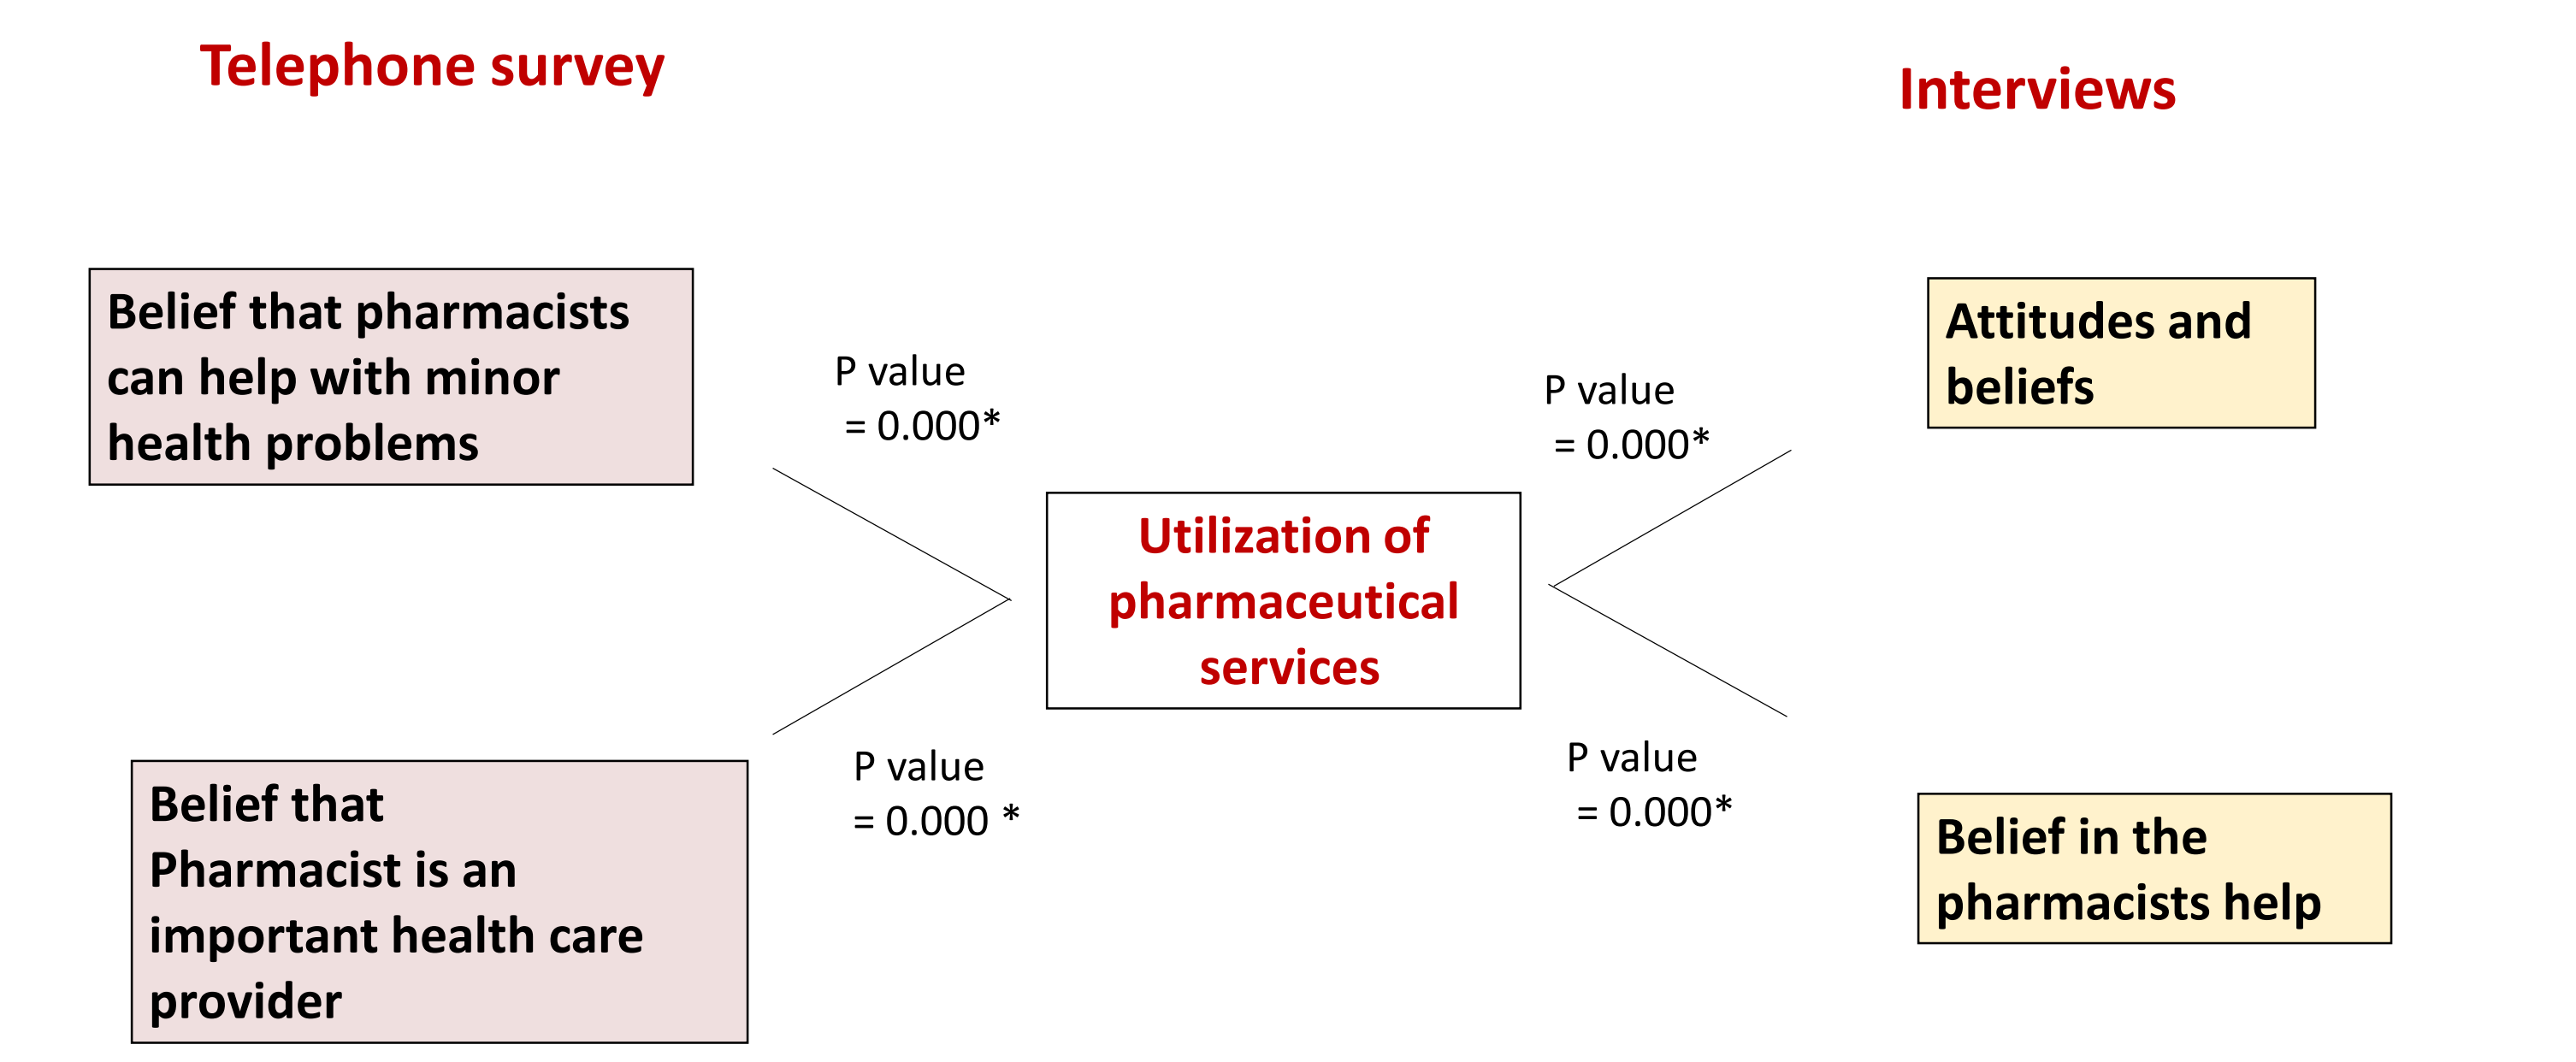 Telephone survey
Interviews
Belief that pharmacists
can help with minor
health problems
P value
= 0.000*
P value
= 0.000*
Attitudes and
beliefs
Utilization of
pharmaceutical
services
Belief that
Pharmacist is an
important health care
provider
P value
= 0.000 *
P value
= 0.000*
Belief in the
pharmacists help